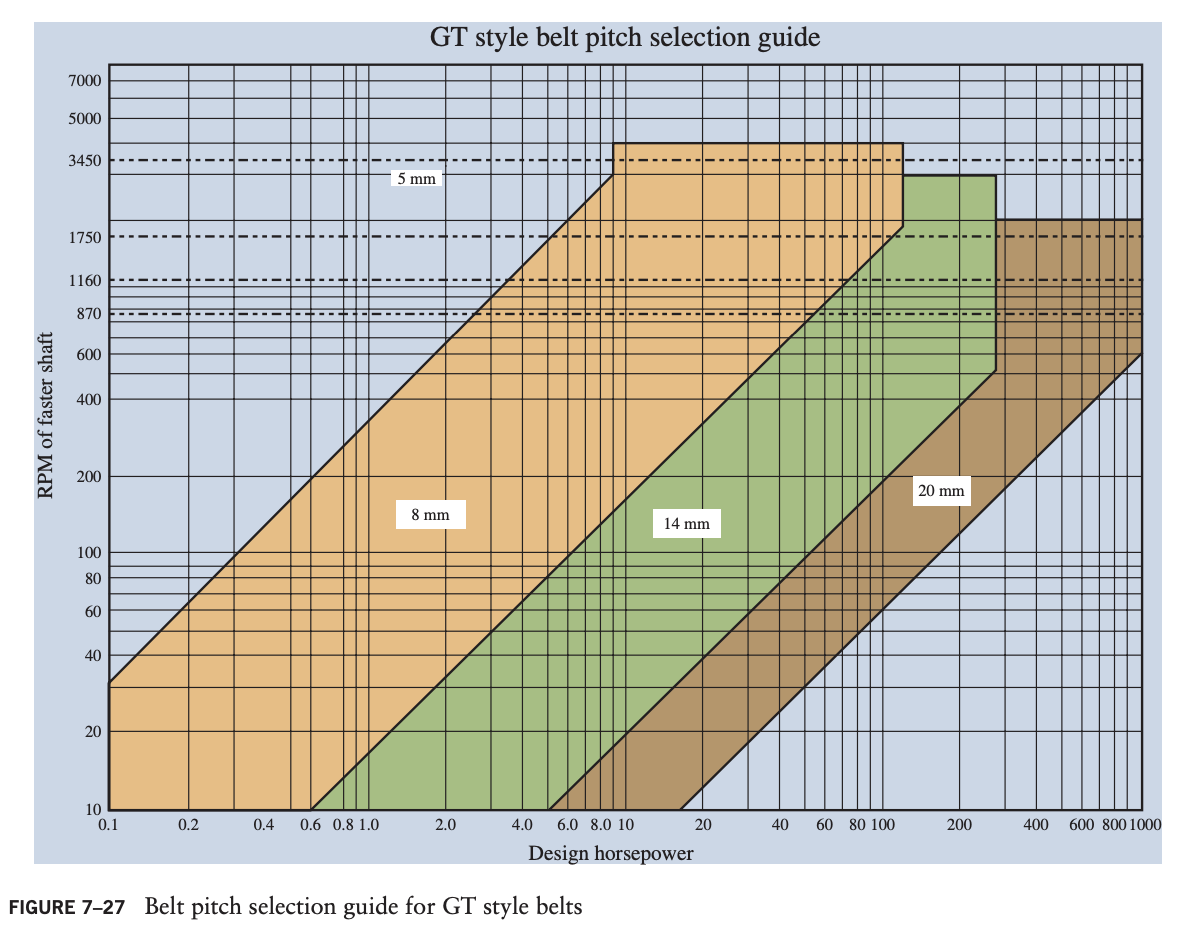 GT style belt pitch selection guide
7000
5000
3450
5 mm
1750
1160
870
600
400
200
20 mm
8 mm
14 mm
100
80
60
40
20
10
RPM of faster shaft
0.1 0.2 0.4 0.6 0.8 1.0 2.0 4.0 6.0 8.0 10 20 40 60 80 100 200 400 600 800 1000
Design horsepower
FIGURE 7–27 Belt pitch selection guide for GT style belts